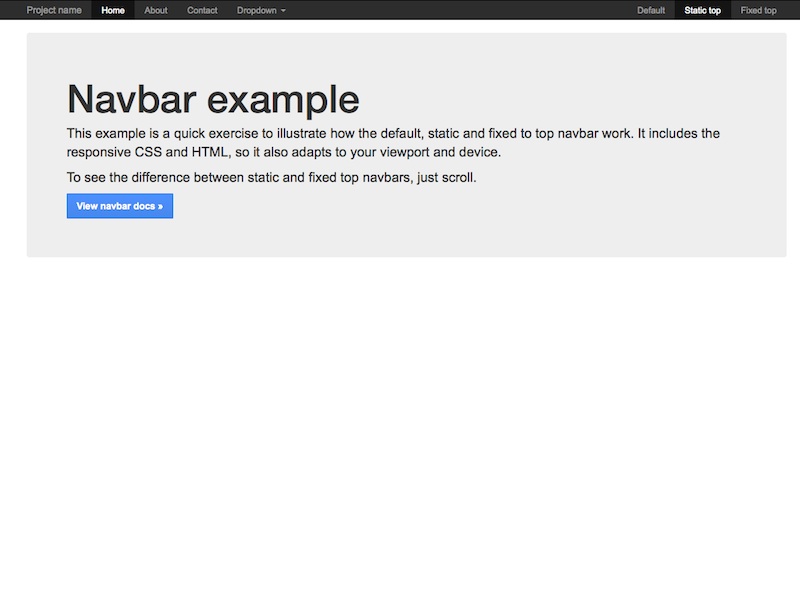 Project name Home About Contact Dropdown Default Static top Fixed top
Navbar example
This example is a quick exercise to illustrate how the default, static and fixed to top navbar work. It includes the
responsive CSS and HTML, so it also adapts to your viewport and device.
To see the difference between static and fixed top navbars, just scroll.
View navbar docs »